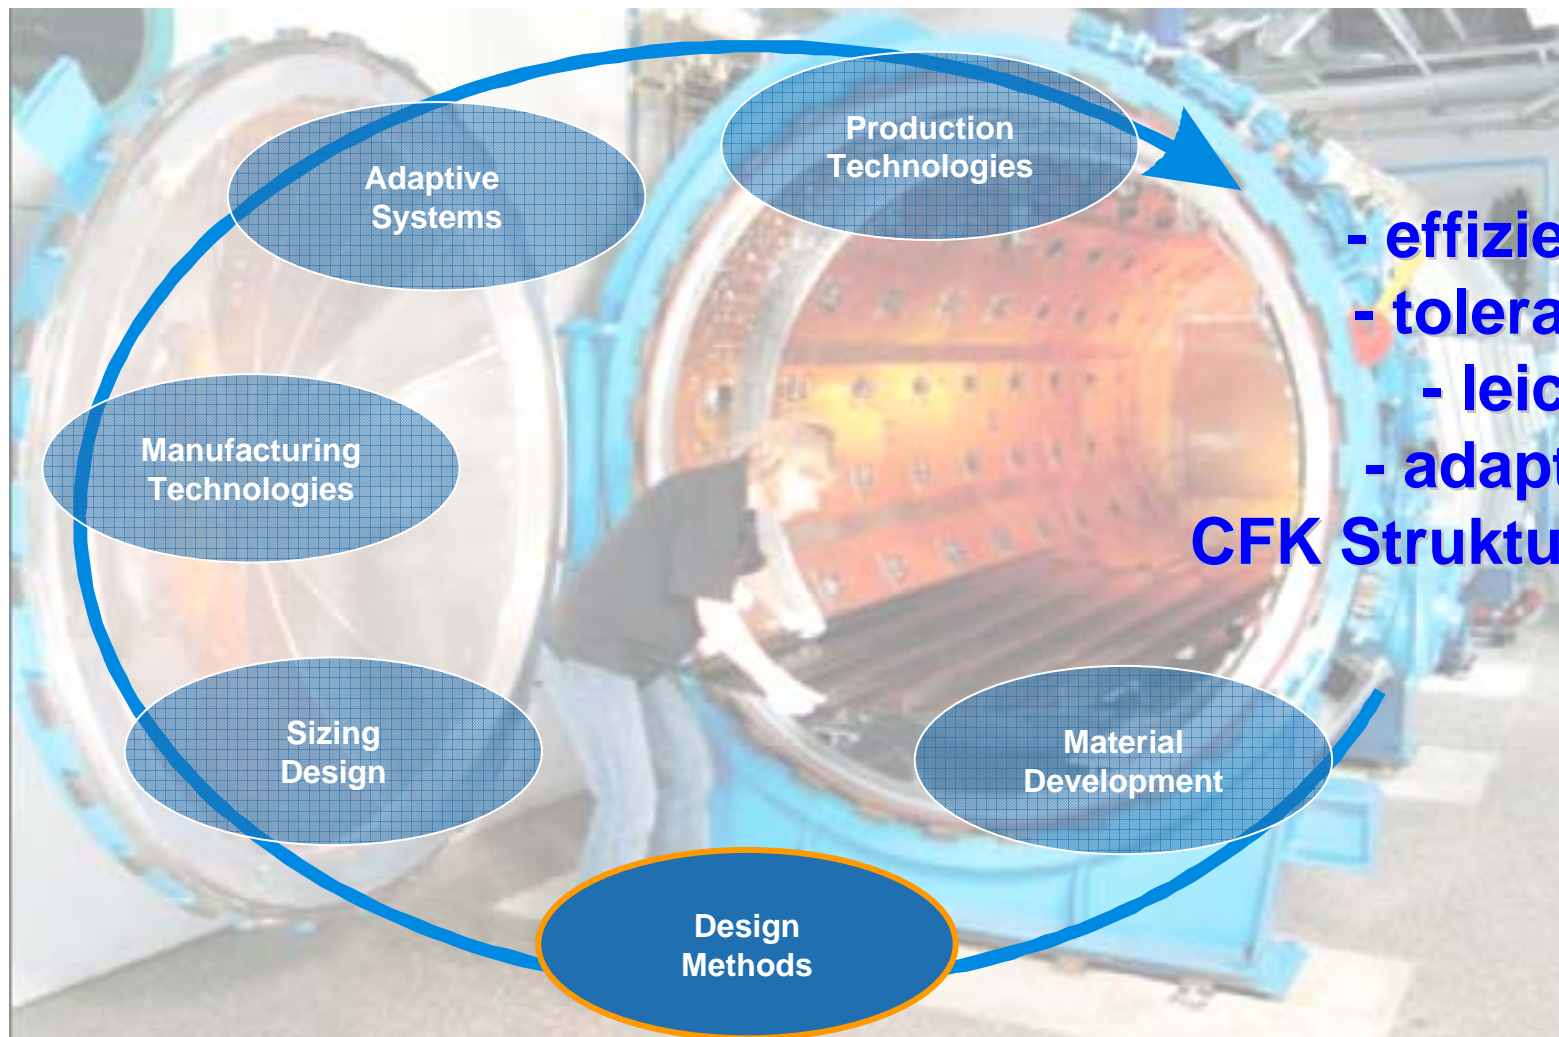 Production
Technologies
Adaptive
Systems
Manufacturing
Technologies
Sizing
Design
Material
Development
Design
Methods
- effizie
- tolera
- leic
- adapt
CFK Struktu